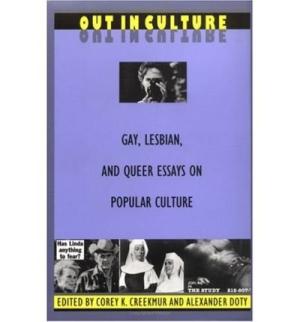 OUT IN CULTURE
OUT IN CULTURE
GAY, LESBIAN,
AND QUEER ESSAYS ON
POPULAR CULTURE
Has Linda
anything
to fear?
THE STUDY
EDITED BY COREY K. CREEKMUR AND ALEXANDER DOTY